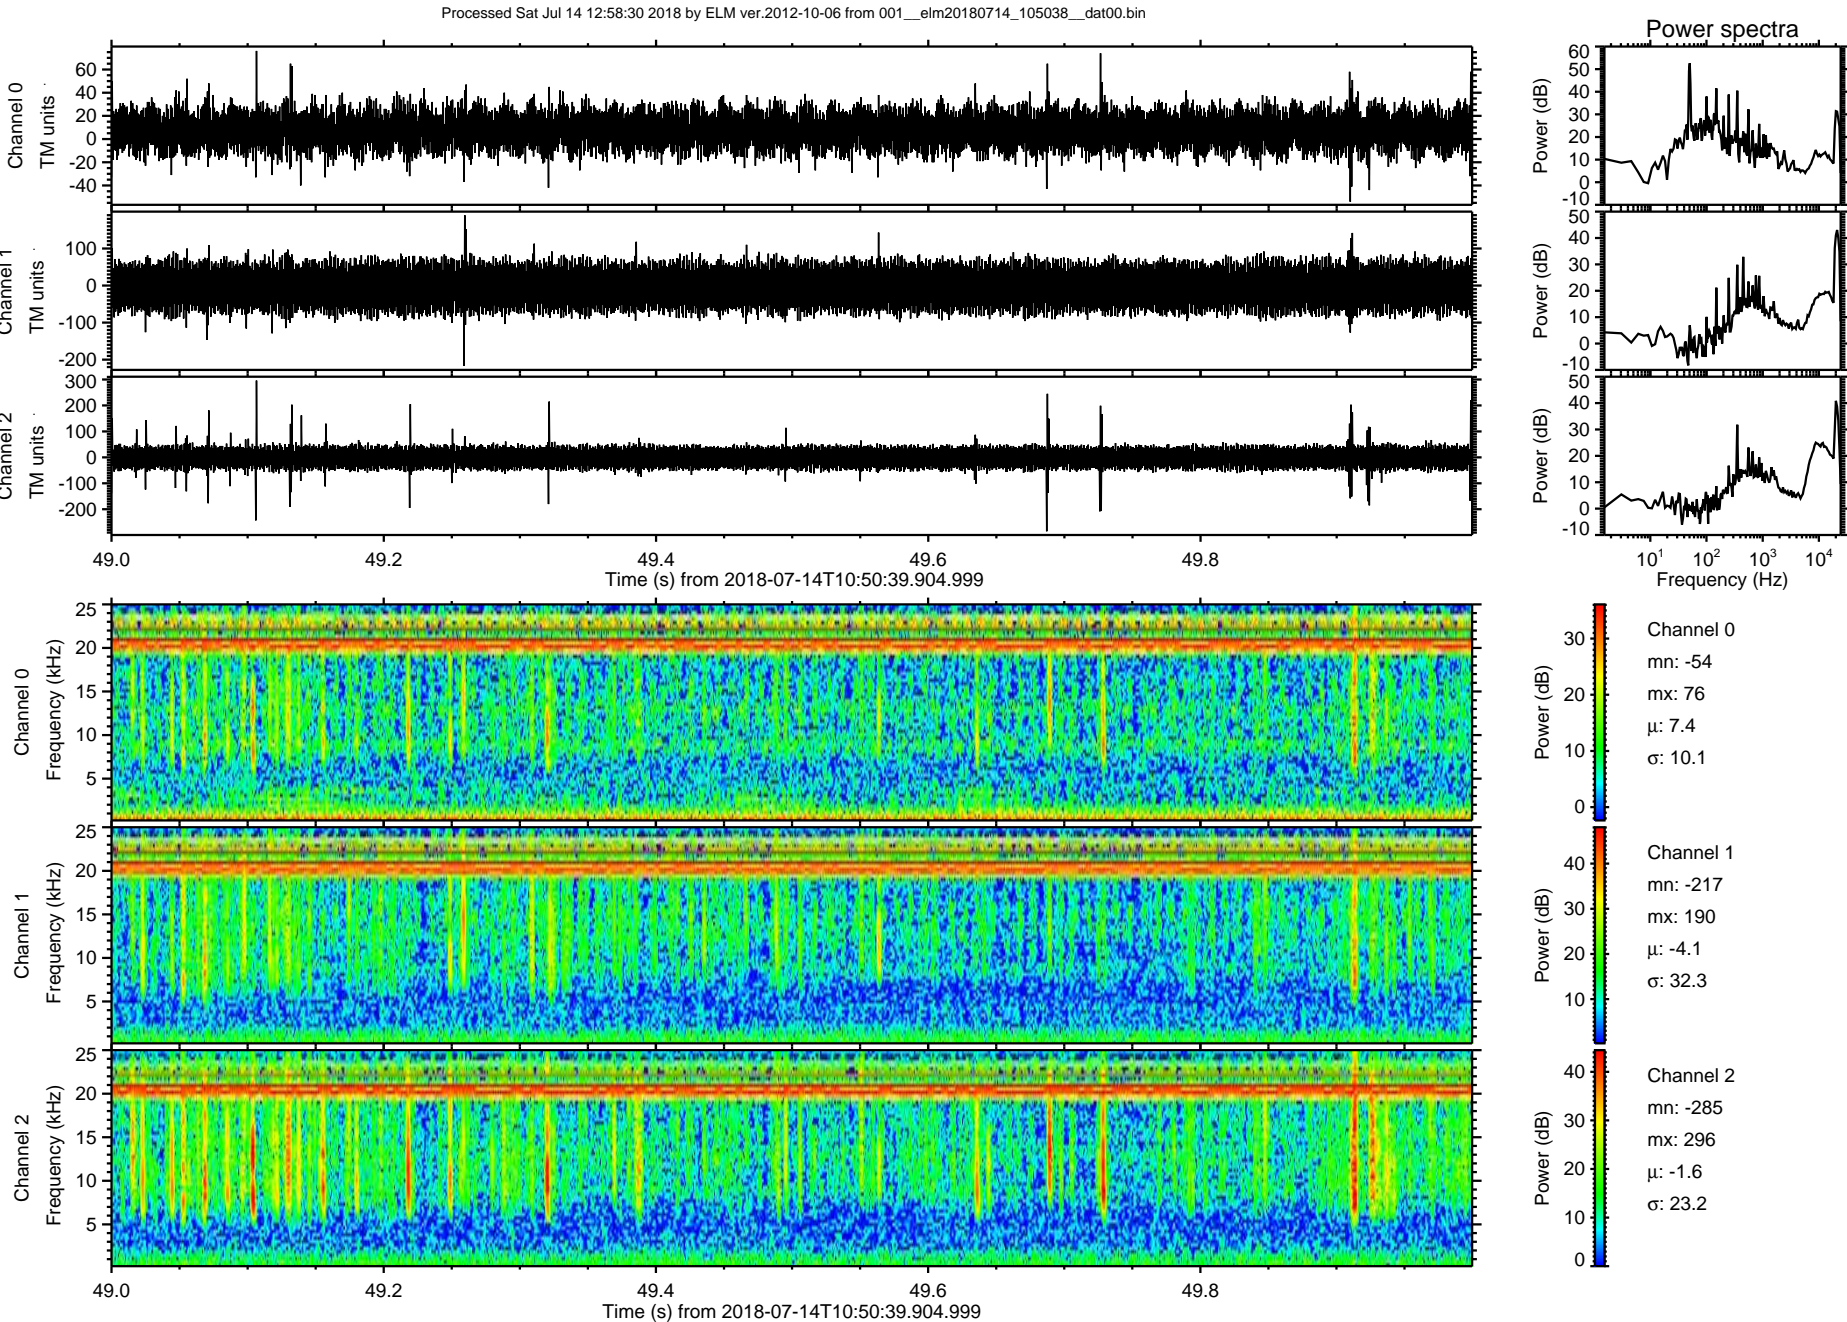 Processed Sat Jul 14 12:58:30 2018 by ELM ver.2012-10-06 from 001__elm20180714_105038__dat00.bin
Power spectra
Channel 0
TM units
60
40
20
0
-20
-40
Power (dB)
60
50
40
30
20
10
0
-10
Channel 1
TM units
100
0
-100
-200
Power (dB)
50
40
30
20
10
0
-10
Channel 2
TM units
300
200
100
0
-100
-200
Power (dB)
50
40
30
20
10
0
-10
49.0 49.2 49.4 49.6 49.8
Time (s) from 2018-07-14T10:50:39.904.999
10^1 10^2 10^3 10^4
Frequency (Hz)
Channel 0
Frequency (kHz)
25
20
15
10
5
Power (dB)
30
20
10
0
Channel 0
mn: -54
mx: 76
μ: 7.4
σ: 10.1
Channel 1
Frequency (kHz)
25
20
15
10
5
Power (dB)
40
30
20
10
Channel 1
mn: -217
mx: 190
μ: -4.1
σ: 32.3
Channel 2
Frequency (kHz)
25
20
15
10
5
Power (dB)
40
30
20
10
0
Channel 2
mn: -285
mx: 296
μ: -1.6
σ: 23.2
49.0 49.2 49.4 49.6 49.8
Time (s) from 2018-07-14T10:50:39.904.999